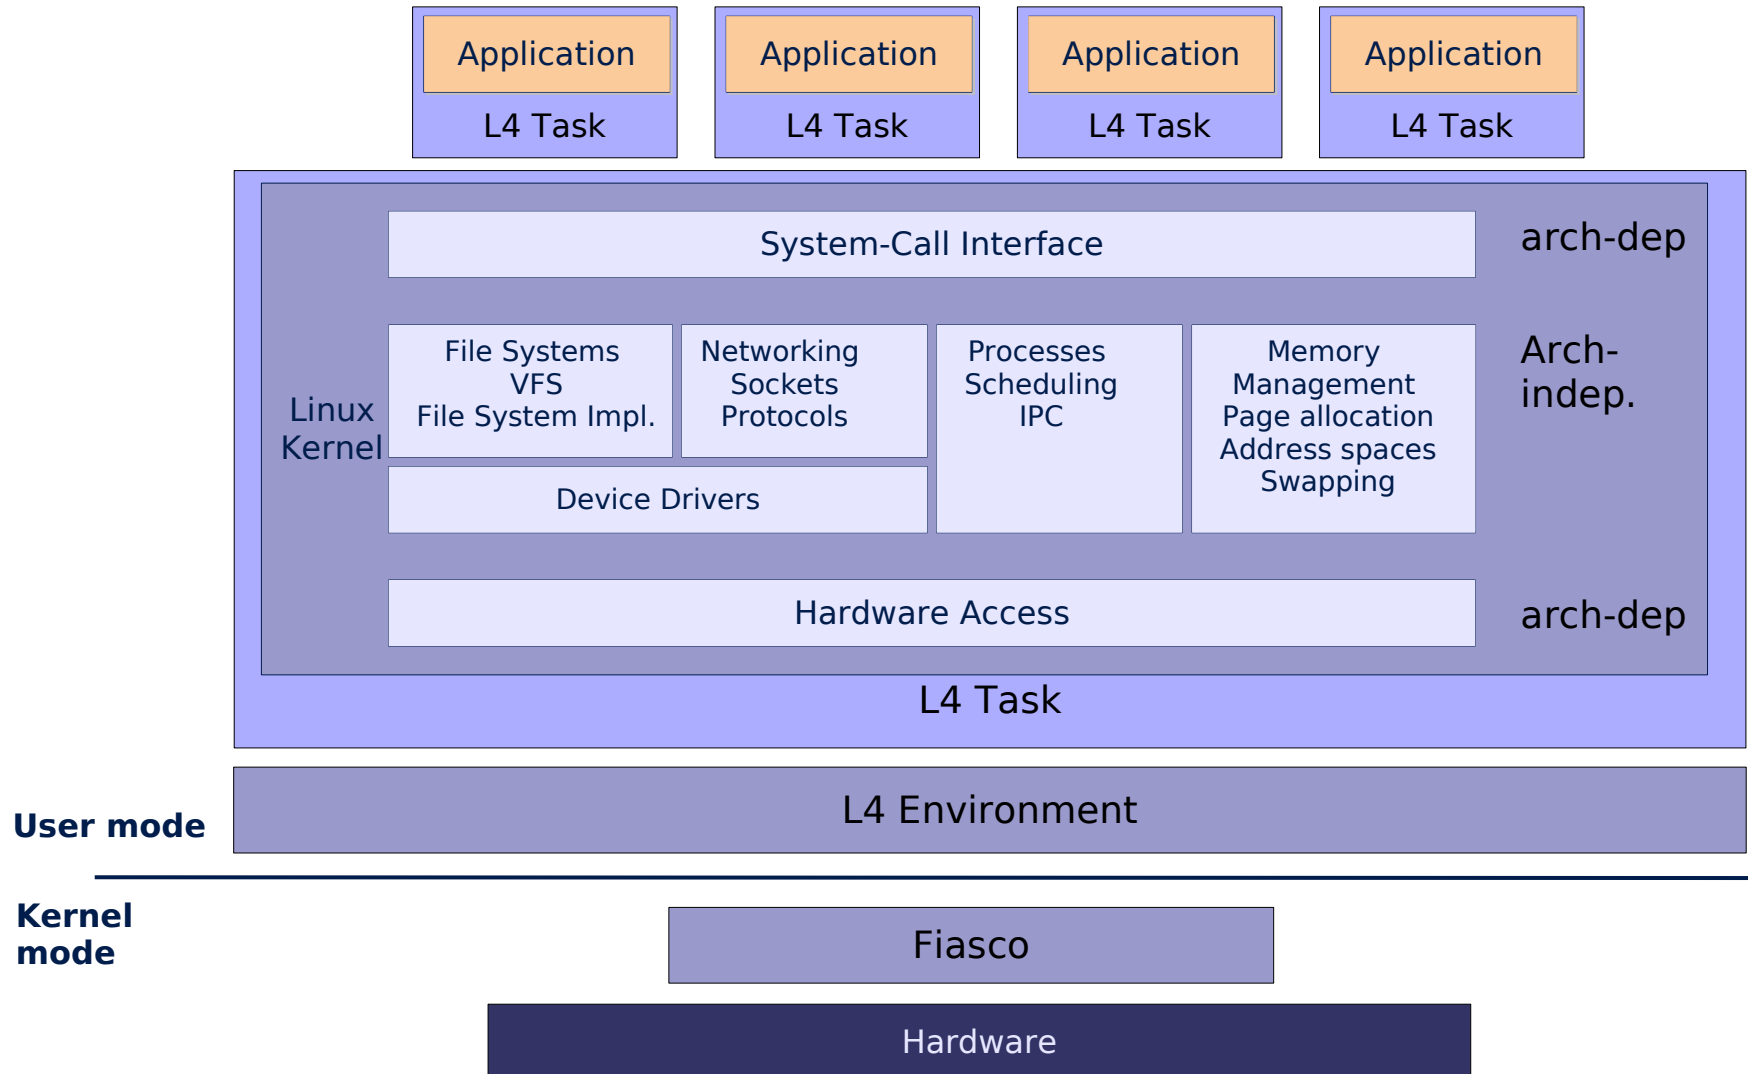 Application
Application
Application
Application
L4 Task
L4 Task
L4 Task
L4 Task
System-Call Interface
arch-dep
Linux
Kernel
File Systems
VFS
File System Impl.
Networking
Sockets
Protocols
Processes
Scheduling
IPC
Memory
Management
Page allocation
Address spaces
Swapping
Arch-
indep.
Device Drivers
Hardware Access
arch-dep
L4 Task
L4 Environment
User mode
Kernel
mode
Fiasco
Hardware